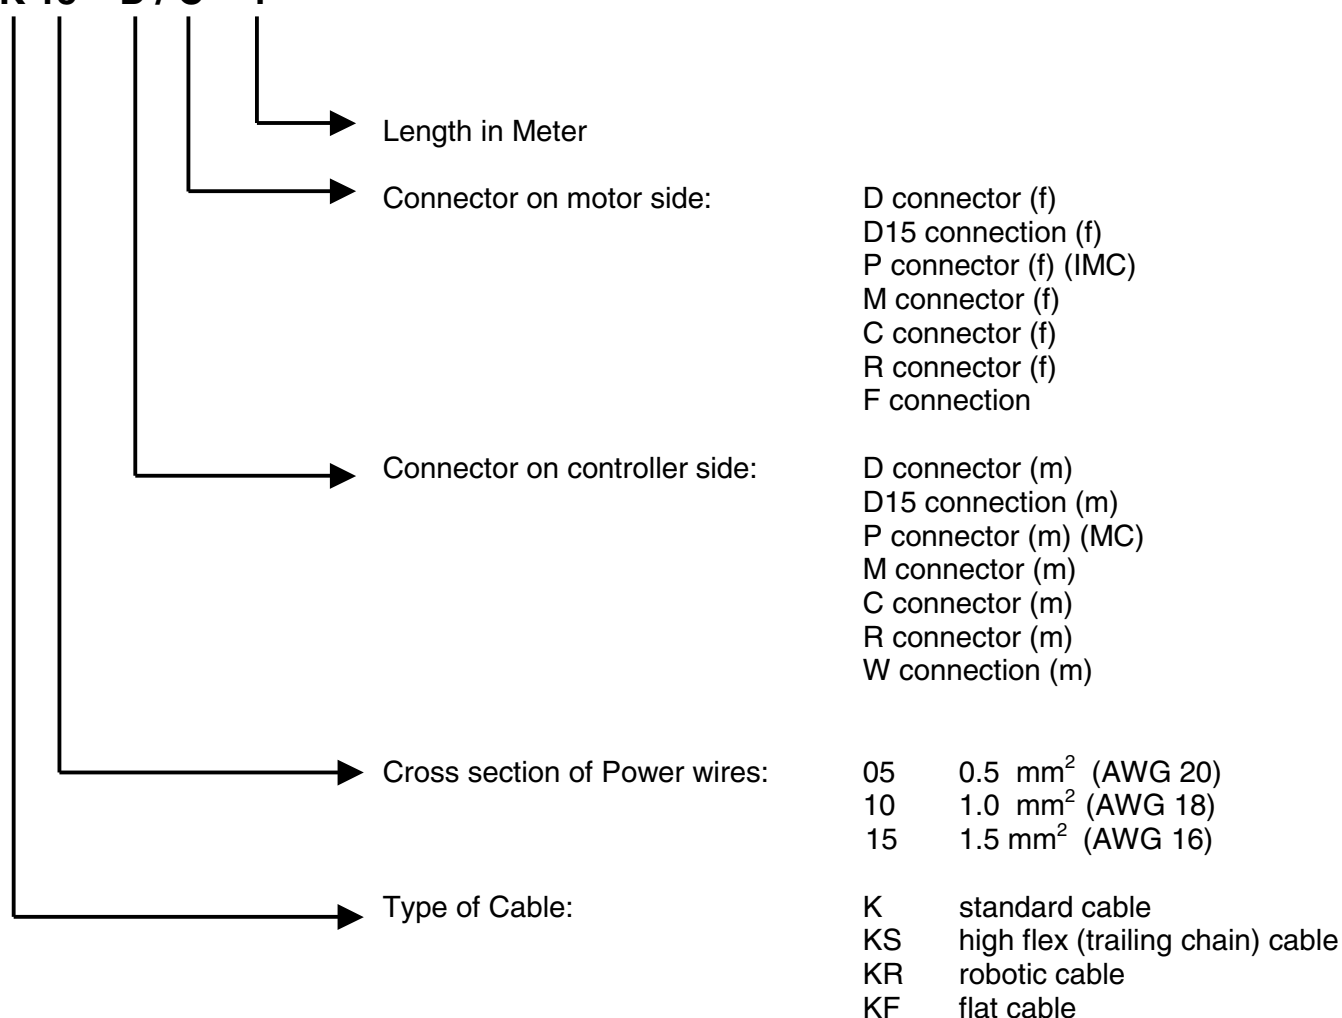 Length in Meter
Connector on motor side: D connector (f)
D15 connection (f)
P connector (f) (IMC)
M connector (f)
C connector (f)
R connector (f)
F connection
Connector on controller side: D connector (m)
D15 connection (m)
P connector (m) (MC)
M connector (m)
C connector (m)
R connector (m)
W connection (m)
Cross section of Power wires: 05 0.5 mm² (AWG 20)
10 1.0 mm² (AWG 18)
15 1.5 mm² (AWG 16)
Type of Cable: K standard cable
KS high flex (trailing chain) cable
KR robotic cable
KF flat cable